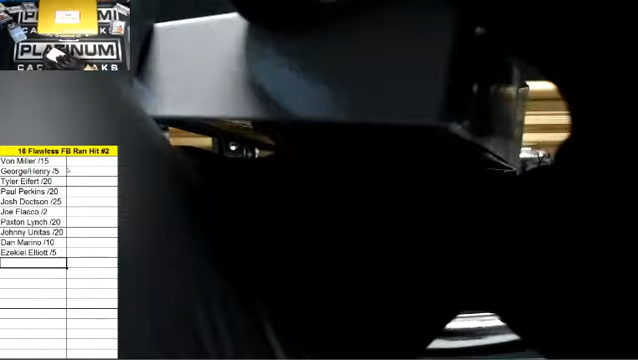 PLATINUM
16 Flawless FB Ran Hit #2
Von Miller /15
George/Henry /5
Tyler Eifert /20
Paul Perkins /20
Josh Doctson /25
Joe Flacco /2
Paxton Lynch /20
Johnny Unitas /20
Dan Marino /10
Ezekiel Elliott /5